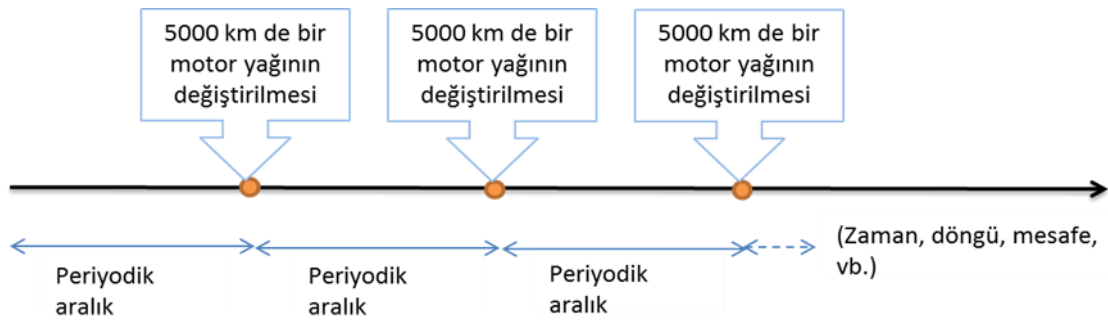 5000 km de bir
motor yağının
değiştirilmesi
5000 km de bir
motor yağının
değiştirilmesi
5000 km de bir
motor yağının
değiştirilmesi
(Zaman, döngü, mesafe,
vb.)
Periyodik
aralık
Periyodik
aralık
Periyodik
aralık